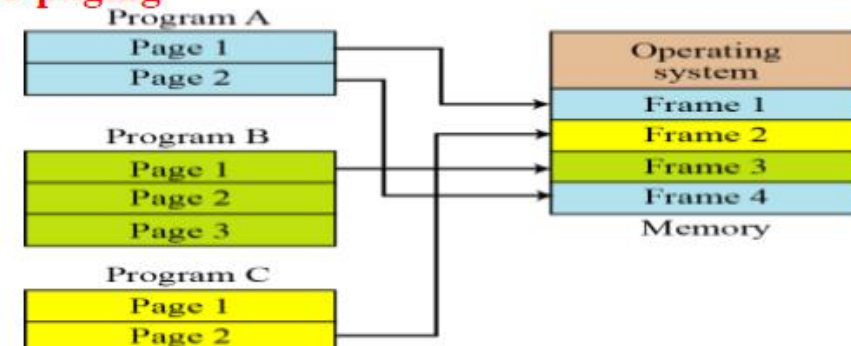 paging
Program A
Page 1
Page 2
Program B
Page 1
Page 2
Page 3
Program C
Page 1
Page 2
Operating
system
Frame 1
Frame 2
Frame 3
Frame 4
Memory